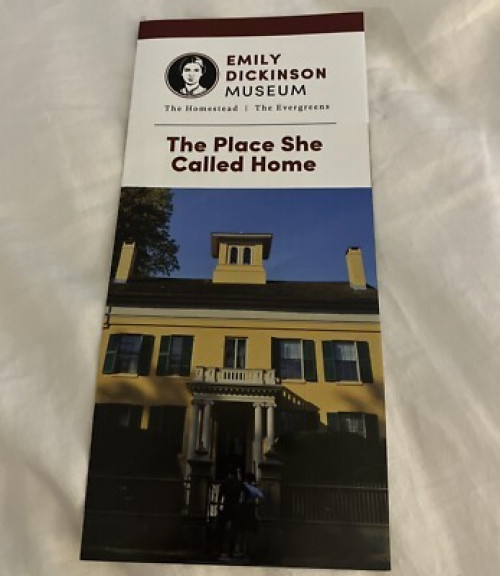 EMILY
DICKINSON
MUSEUM
The Homestead | The Evergreens
The Place She
Called Home